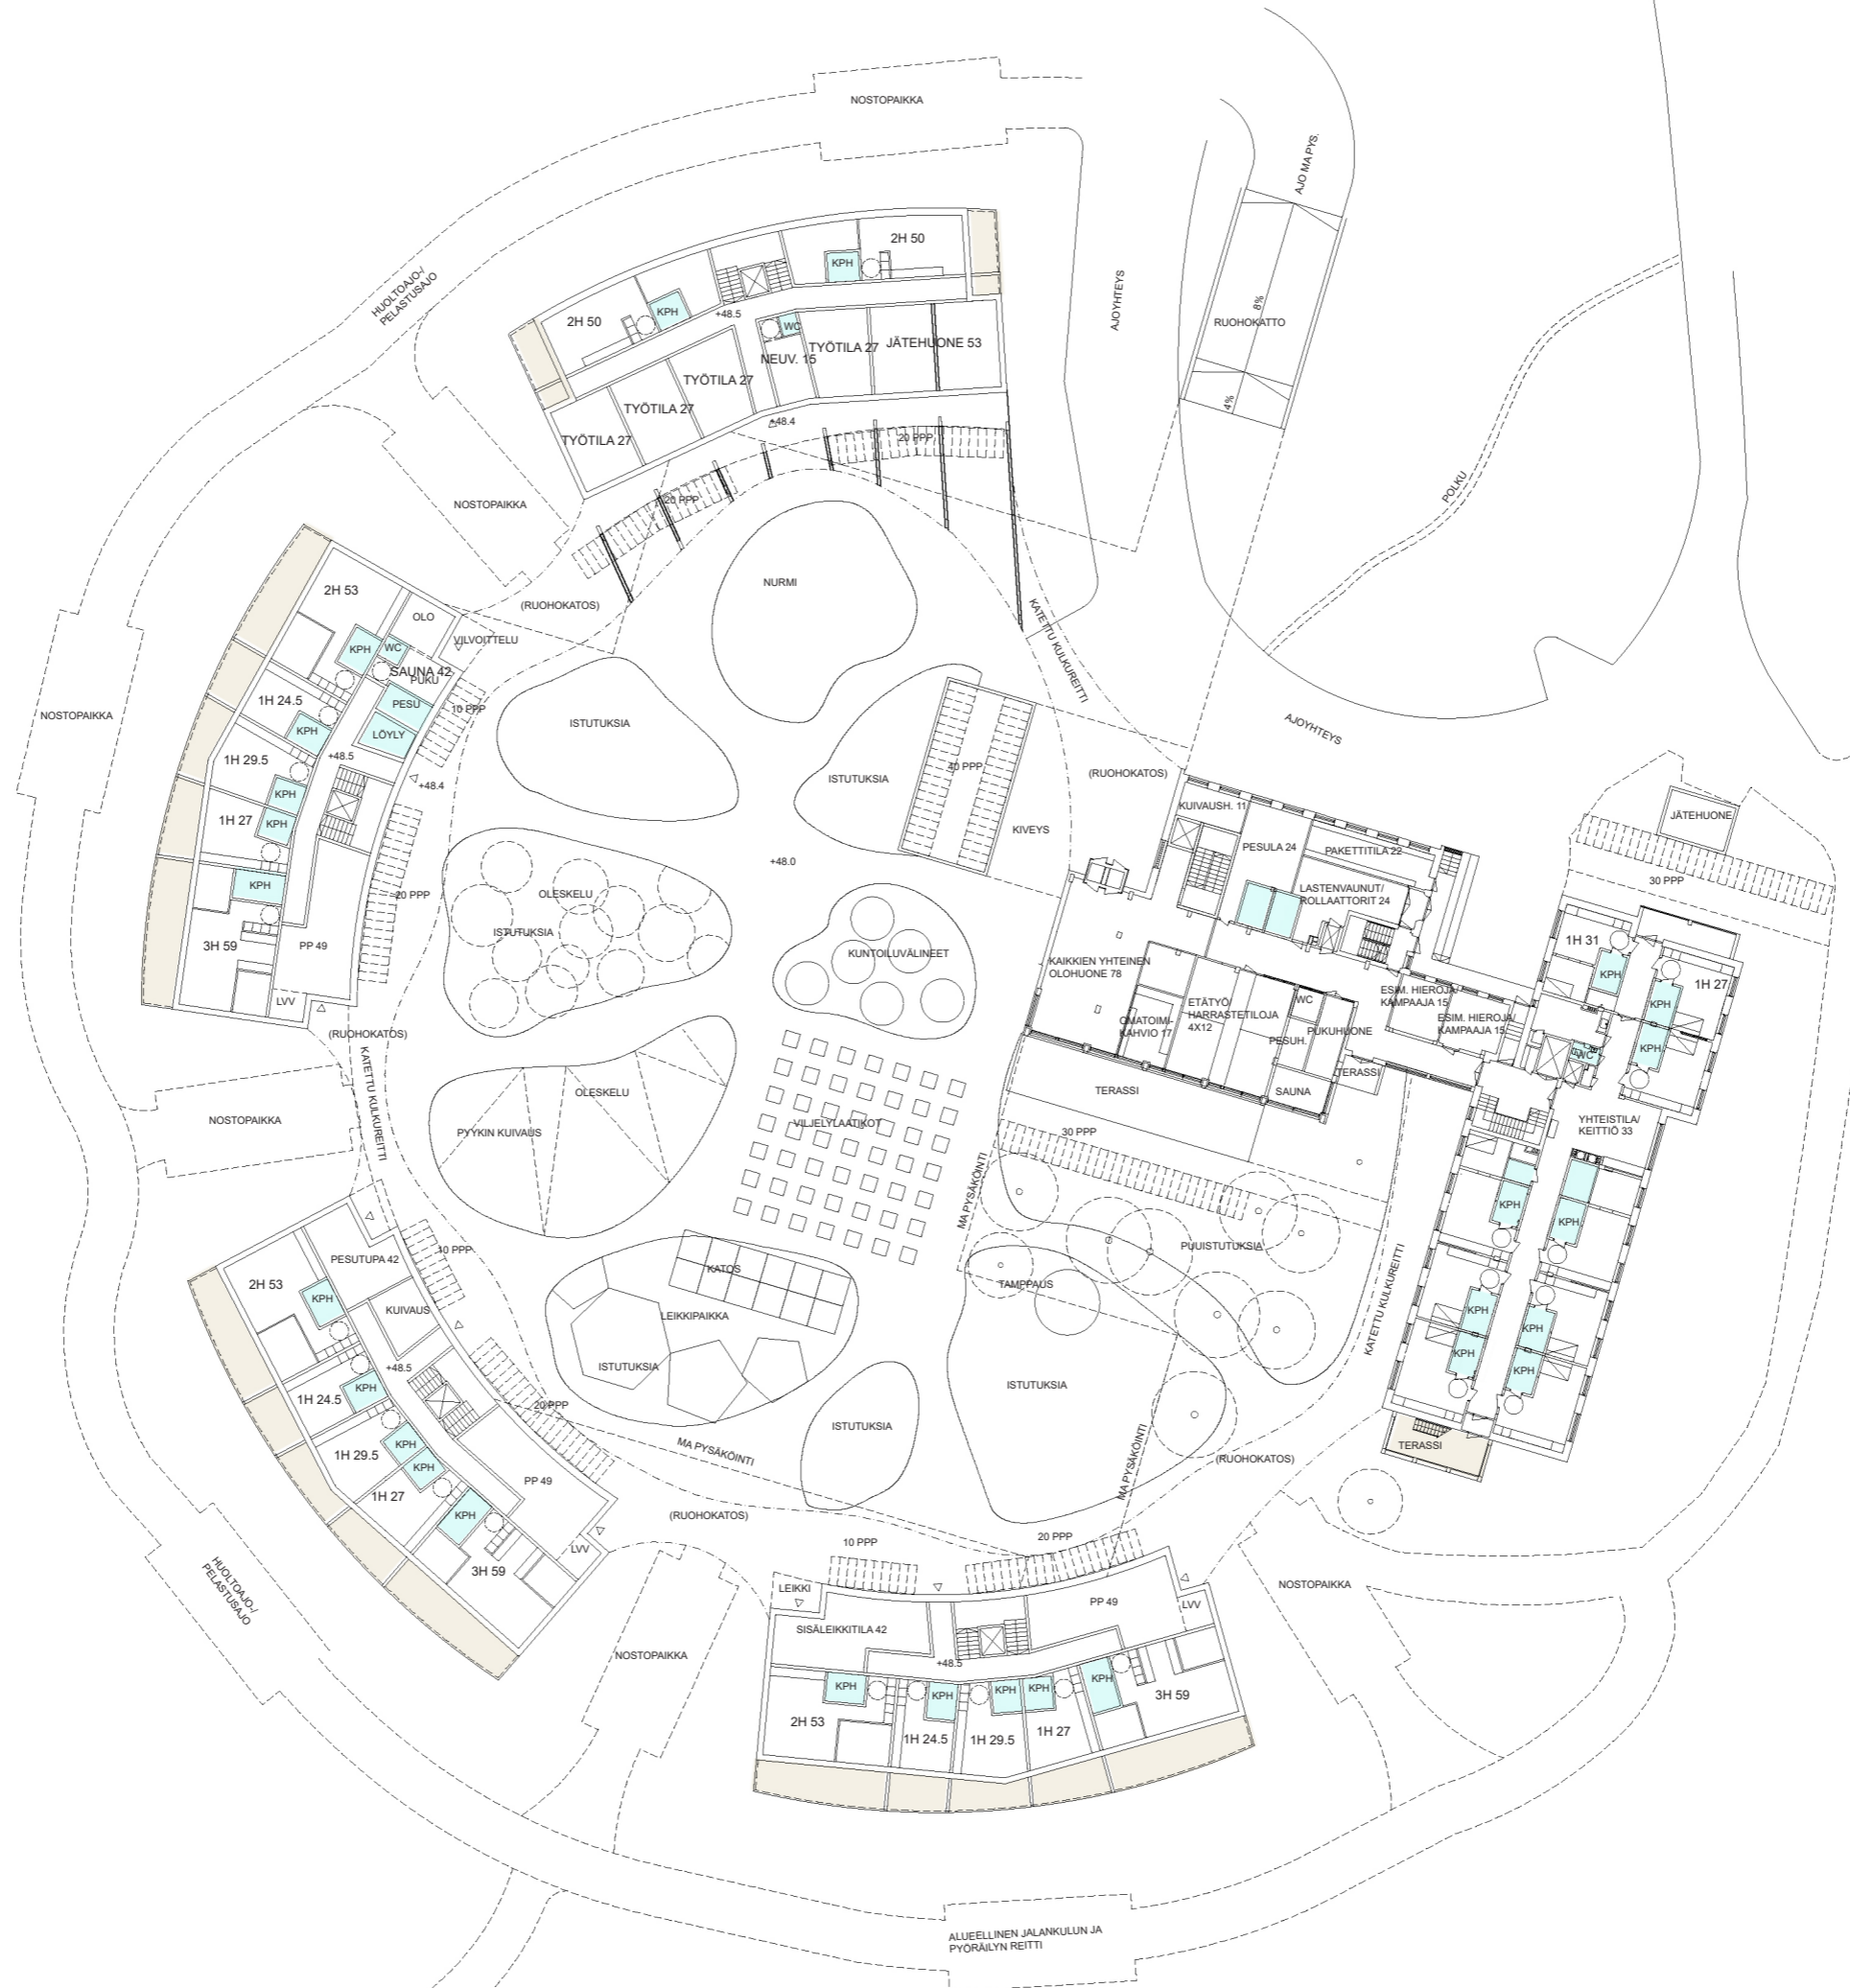 NOSTOPAIKKA
AJO MA PYS.
HUOLTOAJO-/
PELASTUSAJO
AJOYHTEYS
8%
RUOHOKATTO
4%
POLKU
2H 50
KPH
2H 50
KPH
+48.5
WC
NEUV. 15
TYÖTILA 27
JÄTEHUONE 53
TYÖTILA 27
TYÖTILA 27
TYÖTILA 27
+48.4
20 PPP
20 PPP
NOSTOPAIKKA
(RUOHOKATOS)
NURMI
KATETTU KULKUREITTI
NOSTOPAIKKA
2H 53
OLO
VILVOITTELU
KPH
WC
SAUNA 42
PUKU
PESU
LÖYLY
10 PPP
1H 24.5
KPH
1H 29.5
+48.5
KPH
+48.4
1H 27
KPH
KPH
20 PPP
3H 59
PP 49
LVV
(RUOHOKATOS)
KATETTU KULKUREITTI
NOSTOPAIKKA
ISTUTUKSIA
ISTUTUKSIA
40 PPP
KIVEYS
(RUOHOKATOS)
AJOYHTEYS
+48.0
OLESKELU
ISTUTUKSIA
KUNTOILUVÄLINEET
OLESKELU
PYYKIN KUIVAUS
VILJELYLAATIKOT
KUIVAUSH. 11
PESULA 24
PAKETTITILA 22
LASTENVAUNUT/
ROLLAATTORIT 24
KAIKKIEN YHTEINEN
OLOHUONE 78
OMATOIMI-
KAHVIO 17
ETÄTYÖ
HARRASTETILOJA
4X12
WC
PUKUHUONE
PESUH.
SAUNA
TERASSI
TERASSI
ESIM. HIEROJA/
KAMPAAJA 15
ESIM. HIEROJA/
KAMPAAJA 15
JÄTEHUONE
30 PPP
1H 31
KPH
1H 27
KPH
KPH
WC
YHTEISTILA/
KEITTIÖ 33
KPH
KPH
KPH
KPH
KPH
KPH
TERASSI
30 PPP
MA PYSÄKÖINTI
PUUISTUTUKSIA
TAMPPAUS
KATETTU KULKUREITTI
ISTUTUKSIA
MA PYSÄKÖINTI
(RUOHOKATOS)
KATOS
LEIKKIPAIKKA
ISTUTUKSIA
ISTUTUKSIA
MA PYSÄKÖINTI
(RUOHOKATOS)
PESUTUPA 42
10 PPP
2H 53
KPH
KUIVAUS
+48.5
1H 24.5
KPH
20 PPP
1H 29.5
KPH
KPH
1H 27
PP 49
KPH
3H 59
LVV
HUOLTOAJO-/
PELASTUSAJO
NOSTOPAIKKA
10 PPP
20 PPP
LEIKKI
SISÄLEIKKITILA 42
PP 49
LVV
+48.5
KPH
KPH
KPH
KPH
KPH
2H 53
1H 24.5
1H 29.5
1H 27
3H 59
NOSTOPAIKKA
ALUEELLINEN JALANKULUN JA
PYÖRÄILYN REITTI